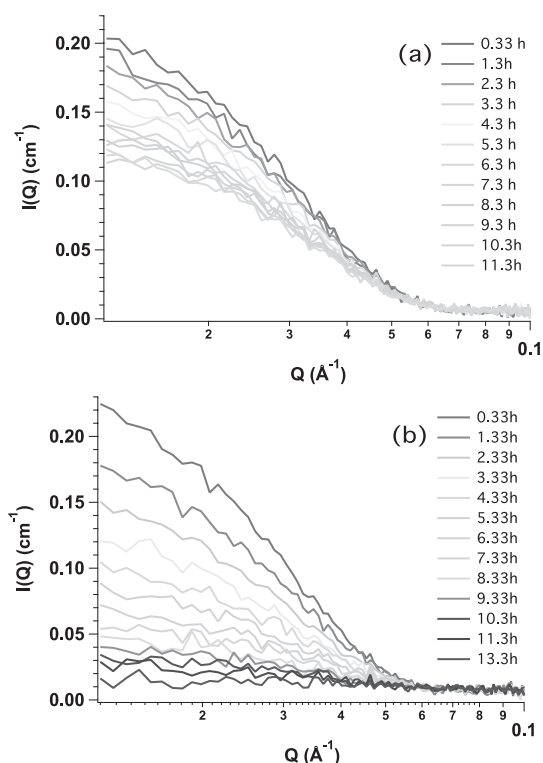 (a)
0.20
0.15
0.10
0.05
0.00
I(Q) (cm-1)
0.33 h
1.3h
2.3 h
3.3 h
4.3 h
5.3 h
6.3 h
7.3 h
8.3 h
9.3 h
10.3h
11.3h
2 3 4 5 6 7 8 9 0.1
Q (Å-1)
(b)
0.20
0.15
0.10
0.05
0.00
I(Q) (cm-1)
0.33h
1.33h
2.33h
3.33h
4.33h
5.33h
6.33h
7.33h
8.33h
9.33h
10.3h
11.3h
13.3h
2 3 4 5 6 7 8 9 0.1
Q (Å-1)